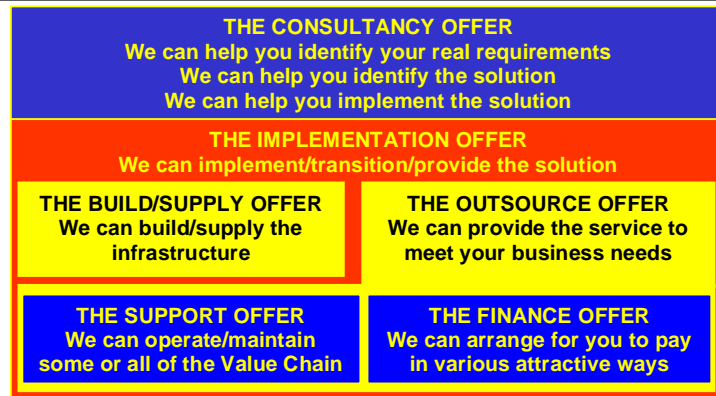 THE CONSULTANCY OFFER
We can help you identify your real requirements
We can help you identify the solution
We can help you implement the solution
THE IMPLEMENTATION OFFER
We can implement/transition/provide the solution
THE BUILD/SUPPLY OFFER
We can build/supply the
infrastructure
THE OUTSOURCE OFFER
We can provide the service to
meet your business needs
THE SUPPORT OFFER
We can operate/maintain
some or all of the Value Chain
THE FINANCE OFFER
We can arrange for you to pay
in various attractive ways